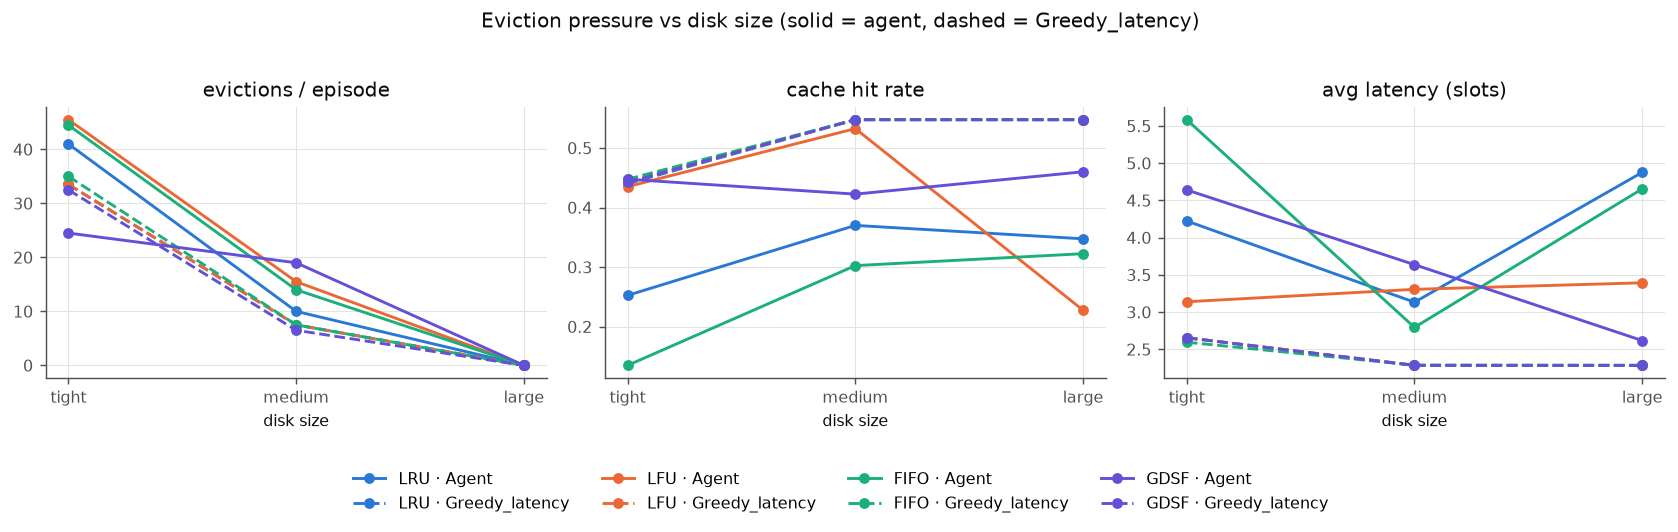 Eviction pressure vs disk size (solid = agent, dashed = Greedy_latency)
evictions / episode
40
30
20
10
0
tight medium large
disk size
cache hit rate
0.5
0.4
0.3
0.2
tight medium large
disk size
avg latency (slots)
5.5
5.0
4.5
4.0
3.5
3.0
2.5
tight medium large
disk size
LRU · Agent LFU · Agent FIFO · Agent GDSF · Agent
LRU · Greedy_latency LFU · Greedy_latency FIFO · Greedy_latency GDSF · Greedy_latency